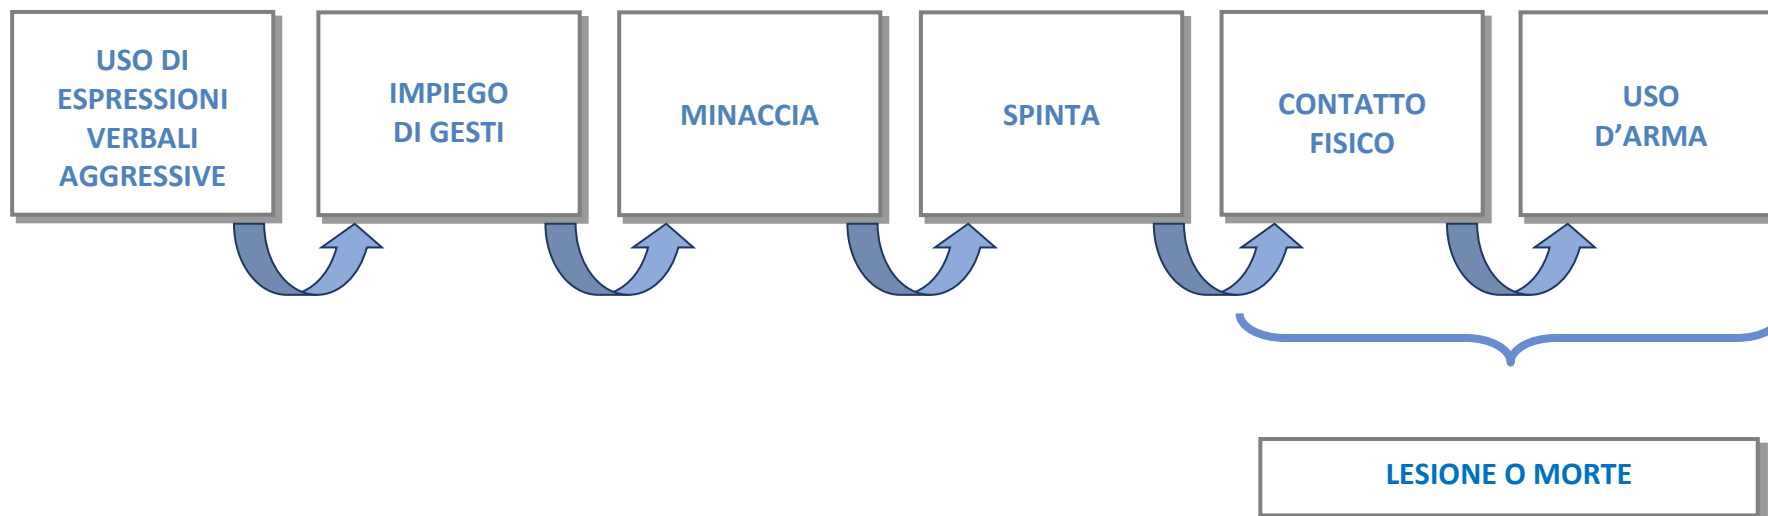 USO DI
ESPRESSIONI
VERBALI
AGGRESSIVE
IMPIEGO
DI GESTI
MINACCIA
SPINTA
CONTATTO
FISICO
USO
D’ARMA
LESIONE O MORTE